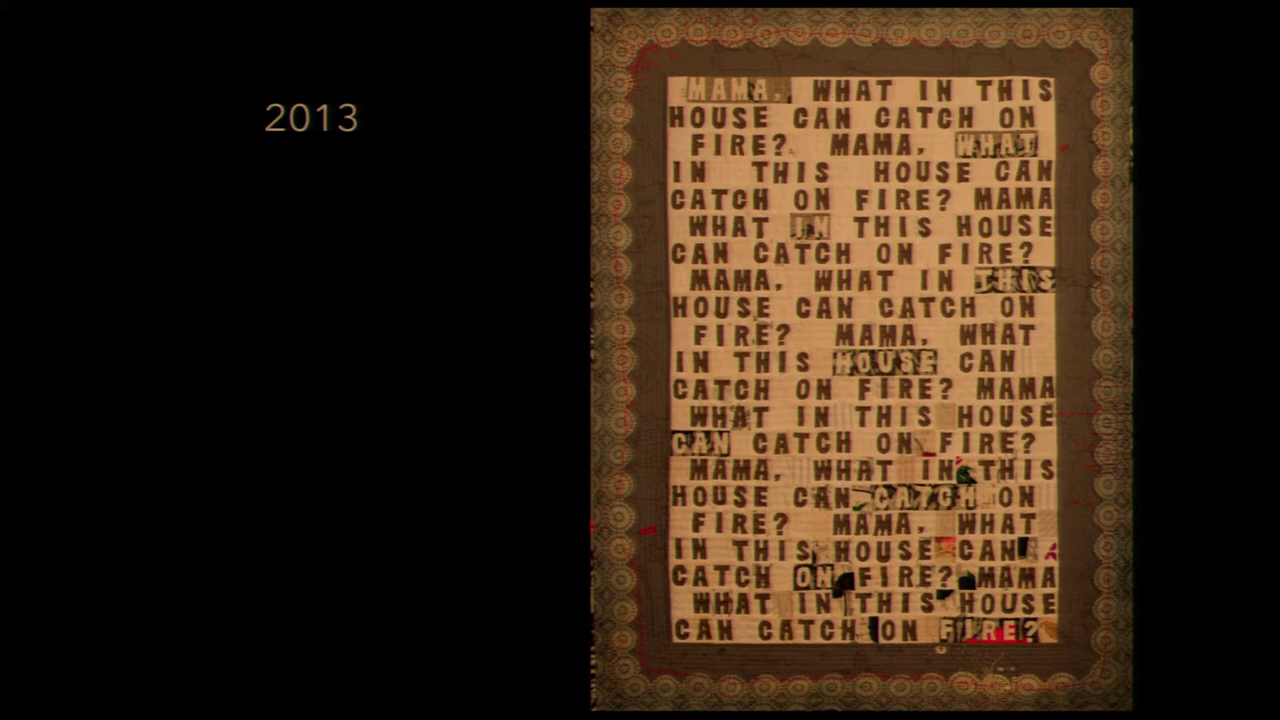 2013
MAMA, WHAT IN THIS
HOUSE CAN CATCH ON
FIRE? MAMA, WHAT
IN THIS HOUSE CAN
CATCH ON FIRE? MAMA
WHAT IN THIS HOUSE
CAN CATCH ON FIRE?
MAMA, WHAT IN THIS
HOUSE CAN CATCH ON
FIRE? MAMA, WHAT
IN THIS HOUSE CAN
CATCH ON FIRE? MAMA
WHAT IN THIS HOUSE
CAN CATCH ON FIRE?
MAMA, WHAT IN THIS
HOUSE CAN CATCH ON
FIRE? MAMA, WHAT
IN THIS HOUSE CAN
CATCH ON FIRE? MAMA
WHAT IN THIS HOUSE
CAN CATCH ON FIRE?